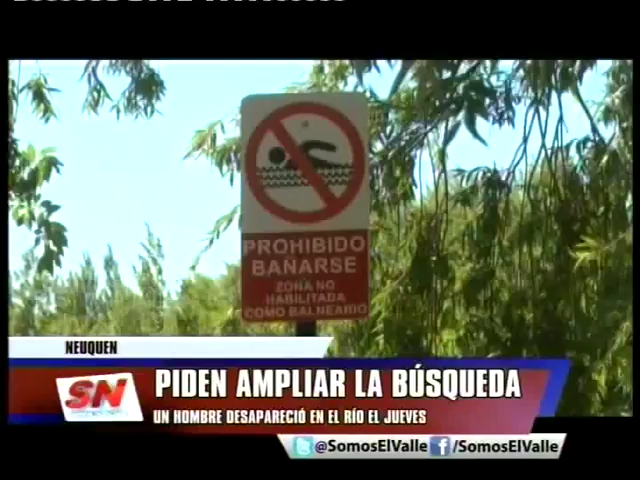 PROHIBIDO
BAÑARSE
ZONA NO
HABILITADA
COMO BALNEARIO
NEUQUEN
SN
PIDEN AMPLIAR LA BÚSQUEDA
UN HOMBRE DESAPARECIÓ EN EL RÍO EL JUEVES
@SomosElValle /SomosElValle